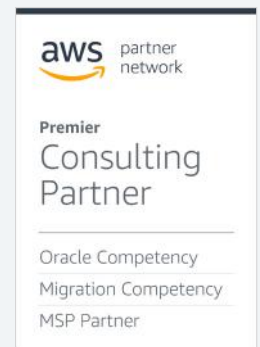 aws partner
network
Premier
Consulting
Partner
Oracle Competency
Migration Competency
MSP Partner